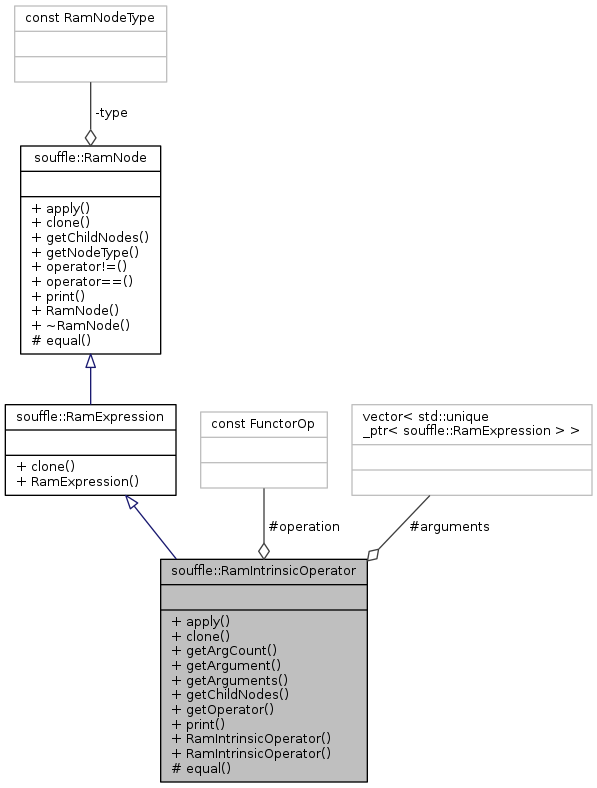 const RamNodeType
-type
souffle::RamNode
+ apply()
+ clone()
+ getChildNodes()
+ getNodeType()
+ operator!=()
+ operator==()
+ print()
+ RamNode()
+ ~RamNode()
# equal()
souffle::RamExpression
+ clone()
+ RamExpression()
const FunctorOp
vector< std::unique
_ptr< souffle::RamExpression > >
#operation
#arguments
souffle::RamIntrinsicOperator
+ apply()
+ clone()
+ getArgCount()
+ getArgument()
+ getArguments()
+ getChildNodes()
+ getOperator()
+ print()
+ RamIntrinsicOperator()
+ RamIntrinsicOperator()
# equal()